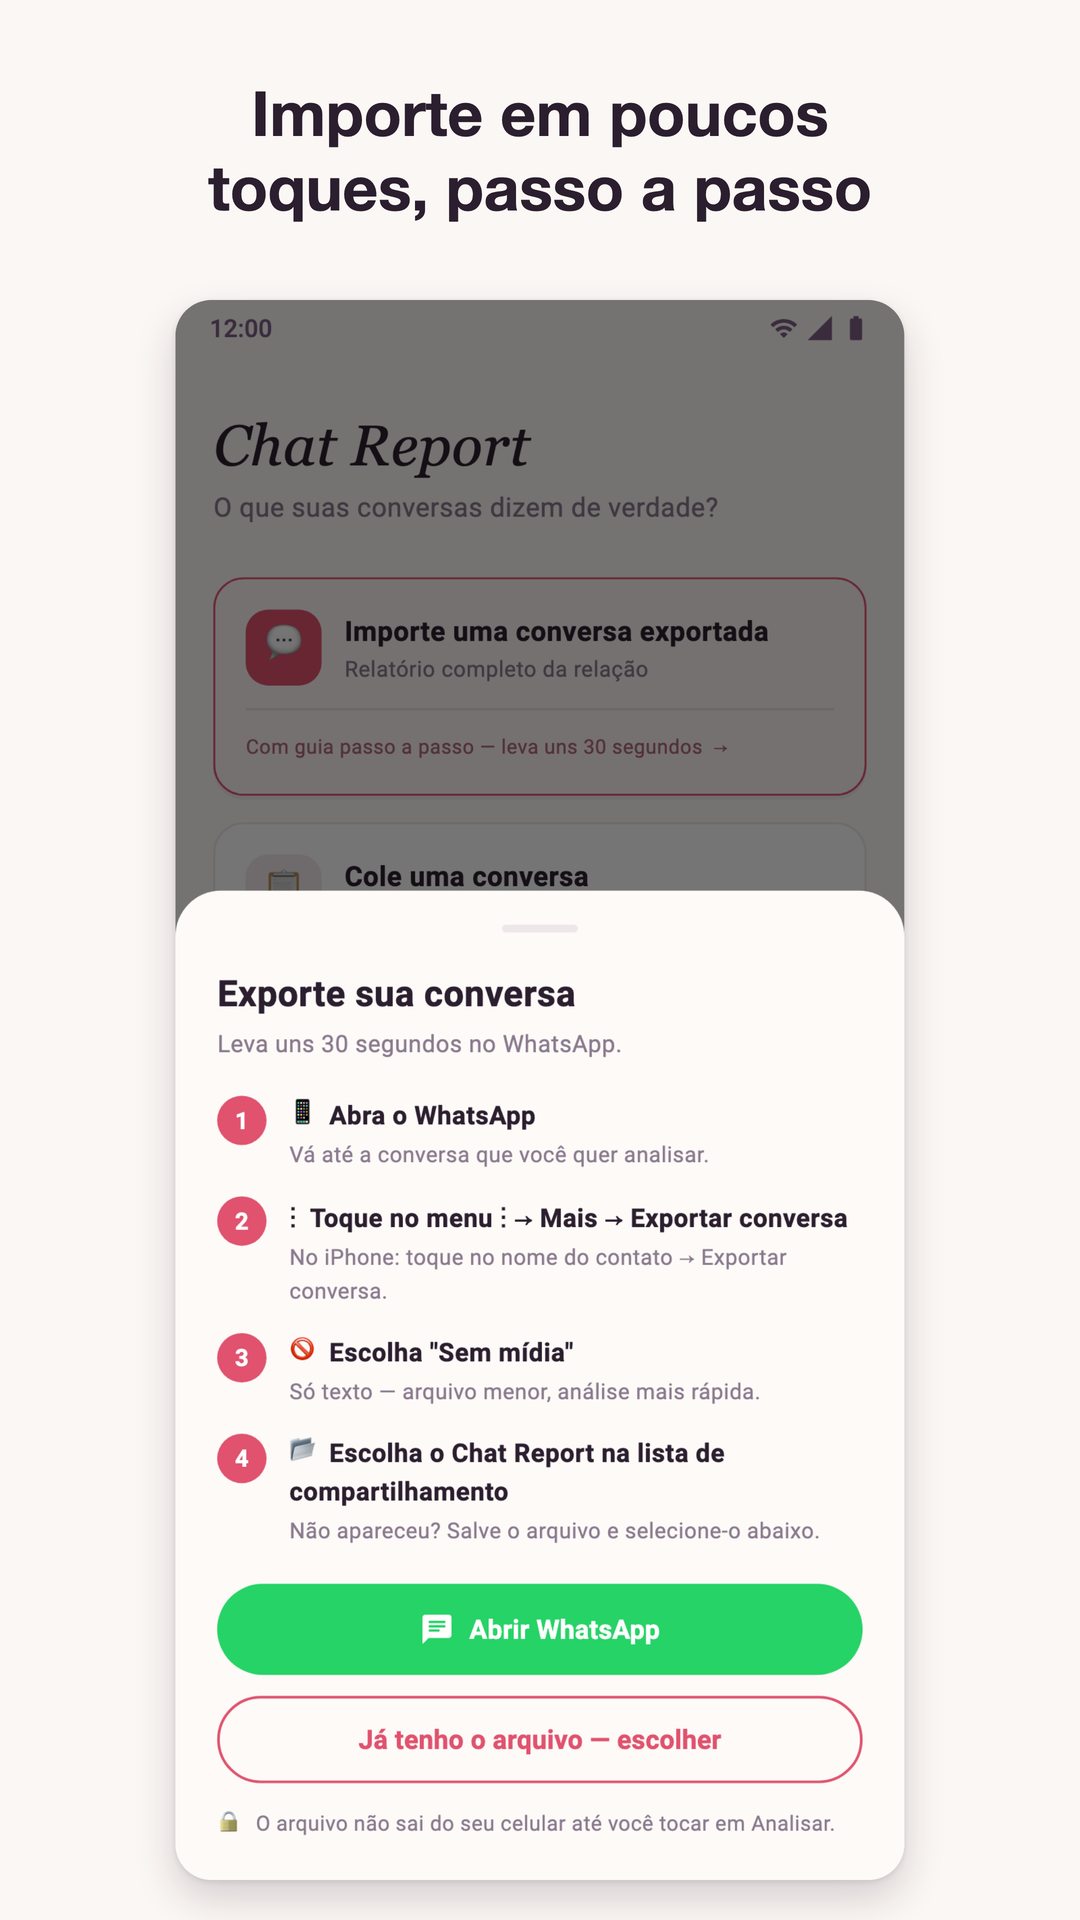 Importe em poucos
toques, passo a passo
12:00
Chat Report
O que suas conversas dizem de verdade?
Importe uma conversa exportada
Relatório completo da relação
Com guia passo a passo — leva uns 30 segundos →
Cole uma conversa
Exporte sua conversa
Leva uns 30 segundos no WhatsApp.
1 📱 Abra o WhatsApp
Vá até a conversa que você quer analisar.
2 ⋮ Toque no menu ⋮ → Mais → Exportar conversa
No iPhone: toque no nome do contato → Exportar
conversa.
3 🚫 Escolha "Sem mídia"
Só texto — arquivo menor, análise mais rápida.
4 📂 Escolha o Chat Report na lista de
compartilhamento
Não apareceu? Salve o arquivo e selecione-o abaixo.
Abrir WhatsApp
Já tenho o arquivo — escolher
🔒 O arquivo não sai do seu celular até você tocar em Analisar.